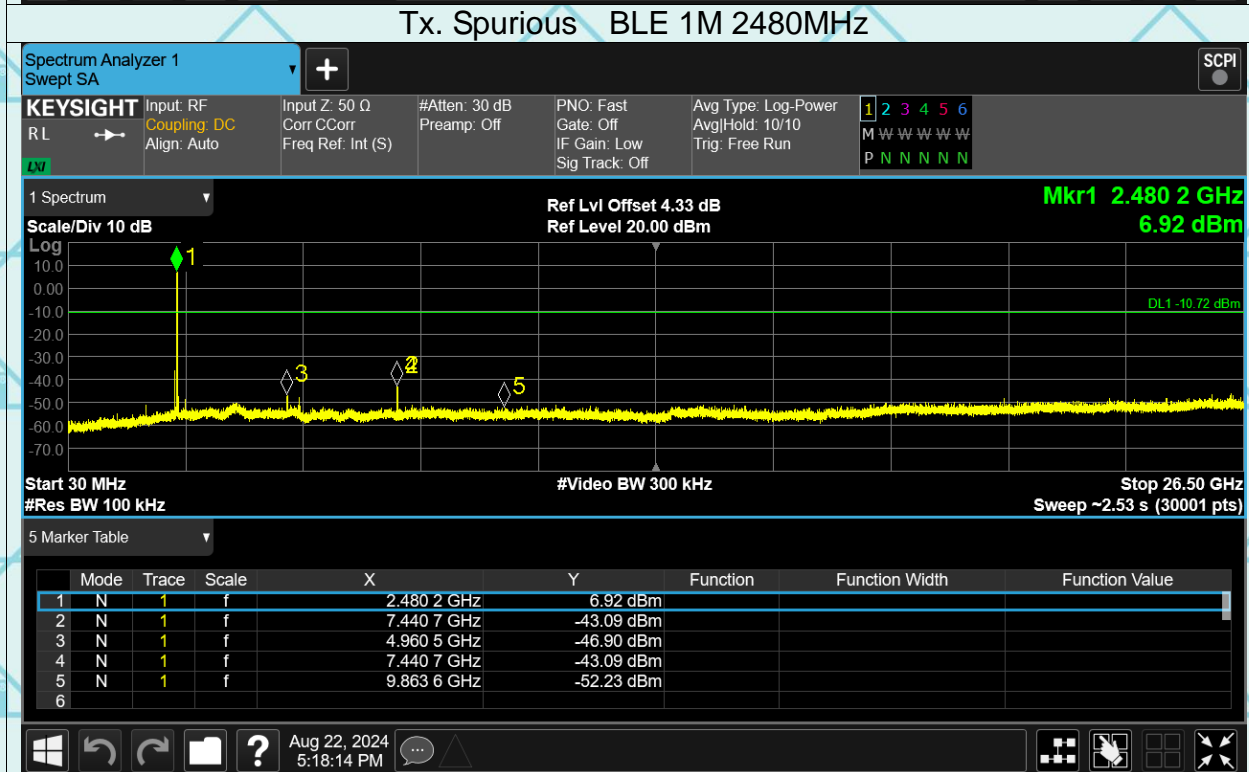 Tx. Spurious BLE 1M 2480MHz
Spectrum Analyzer 1
Swept SA
+
SCPI
KEYSIGHT
R L
LXI
Input: RF
Coupling: DC
Align: Auto
Input Z: 50 Ω
Corr CCorr
Freq Ref: Int (S)
#Atten: 30 dB
Preamp: Off
PNO: Fast
Gate: Off
IF Gain: Low
Sig Track: Off
Avg Type: Log-Power
Avg|Hold: 10/10
Trig: Free Run
1 2 3 4 5 6
M W W W W W W
P N N N N N
1 Spectrum
Scale/Div 10 dB
Ref Lvl Offset 4.33 dB
Ref Level 20.00 dBm
Mkr1 2.480 2 GHz
6.92 dBm
Log
10.0
0.00
-10.0
-20.0
-30.0
-40.0
-50.0
-60.0
-70.0
1
3
5
DL1 -10.72 dBm
Start 30 MHz
#Res BW 100 kHz
#Video BW 300 kHz
Stop 26.50 GHz
Sweep ~2.53 s (30001 pts)
5 Marker Table
Mode Trace Scale X Y Function Function Width Function Value
1 N 1 f 2.480 2 GHz 6.92 dBm
2 N 1 f 7.440 7 GHz -43.09 dBm
3 N 1 f 4.960 5 GHz -46.90 dBm
4 N 1 f 7.440 7 GHz -43.09 dBm
5 N 1 f 9.863 6 GHz -52.23 dBm
6
?
Aug 22, 2024
5:18:14 PM